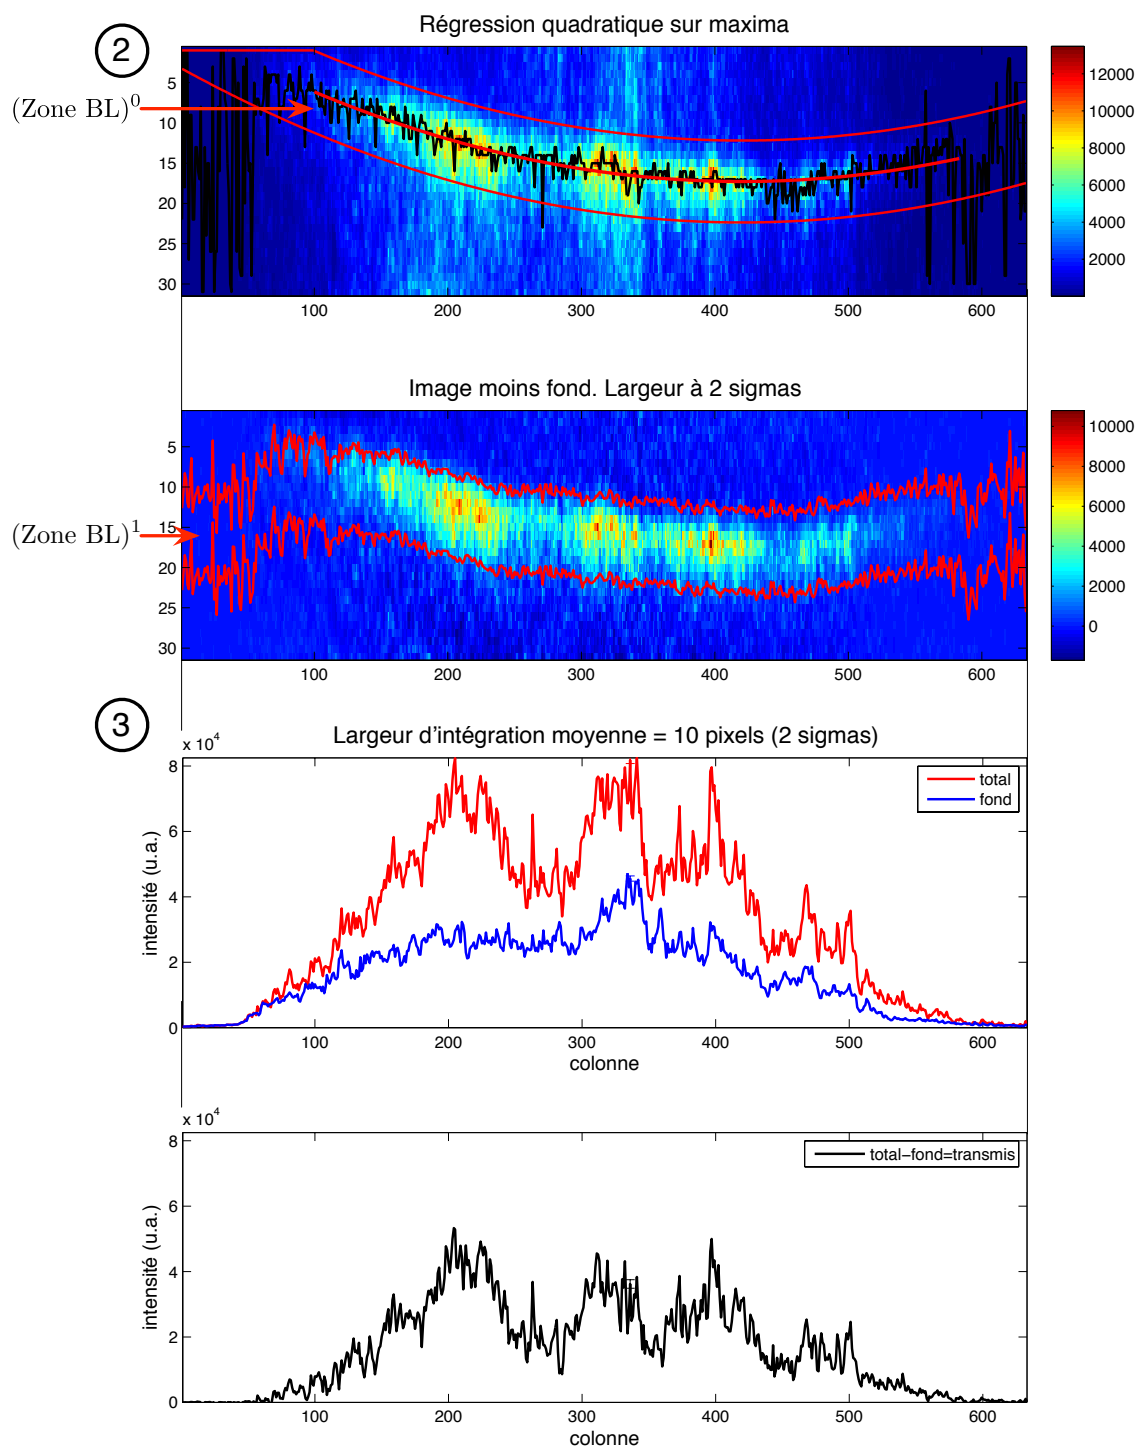 Régression quadratique sur maxima
2
(Zone BL)^0
5
10
15
20
25
30
100 200 300 400 500 600
12000
10000
8000
6000
4000
2000
Image moins fond. Largeur à 2 sigmas
(Zone BL)^1
5
10
15
20
25
30
100 200 300 400 500 600
10000
8000
6000
4000
2000
0
3
x 10^4
Largeur d'intégration moyenne = 10 pixels (2 sigmas)
total
fond
intensité (u.a.)
8
6
4
2
0
100 200 300 400 500 600
colonne
x 10^4
total−fond=transmis
intensité (u.a.)
8
6
4
2
0
100 200 300 400 500 600
colonne